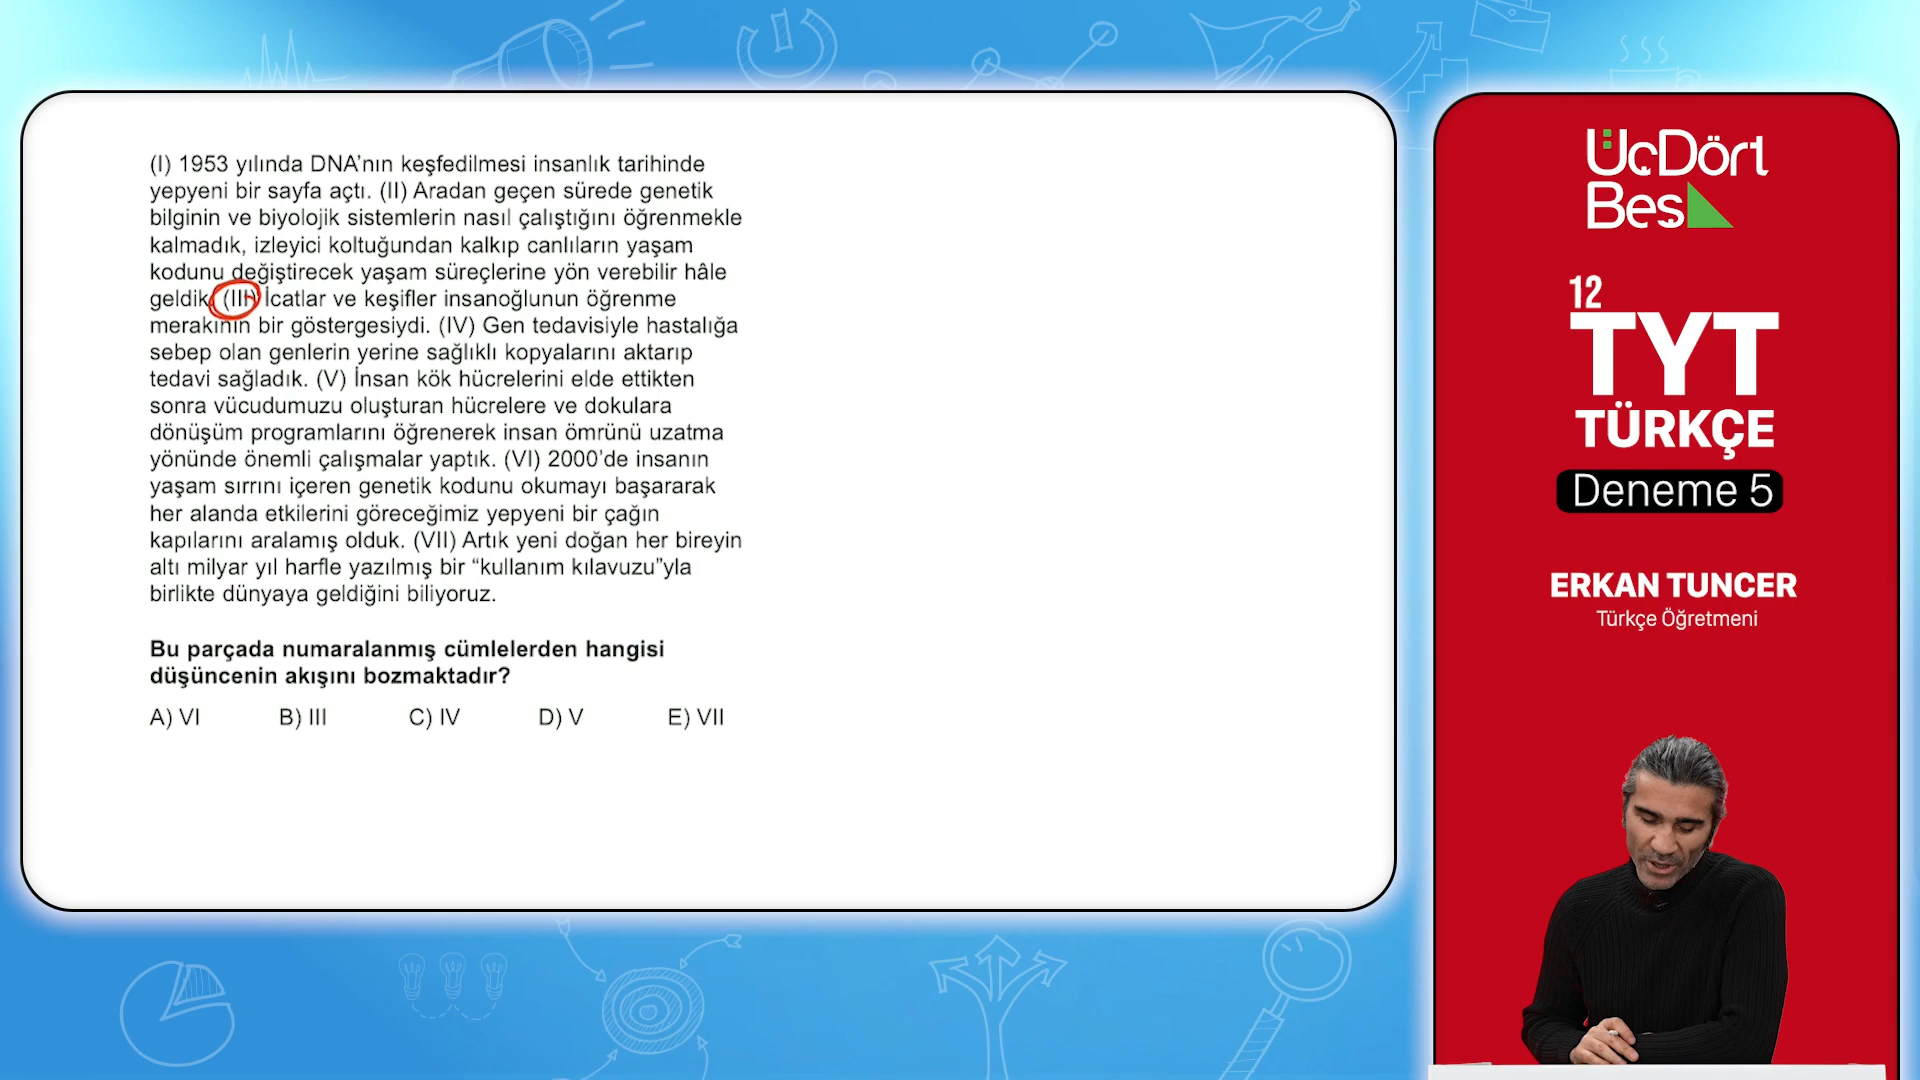 (I) 1953 yılında DNA’nın keşfedilmesi insanlık tarihinde
yepyeni bir sayfa açtı. (II) Aradan geçen sürede genetik
bilginin ve biyolojik sistemlerin nasıl çalıştığını öğrenmekle
kalmadık, izleyici koltuğundan kalkıp canlıların yaşam
kodunu değiştirecek yaşam süreçlerine yön verebilir hâle
geldik. (III) İcatlar ve keşifler insanoğlunun öğrenme
merakının bir göstergesiydi. (IV) Gen tedavisiyle hastalığa
sebep olan genlerin yerine sağlıklı kopyalarını aktarıp
tedavi sağladık. (V) İnsan kök hücrelerini elde ettikten
sonra vücudumuzu oluşturan hücrelere ve dokulara
dönüşüm programlarını öğrenerek insan ömrünü uzatma
yönünde önemli çalışmalar yaptık. (VI) 2000’de insanın
yaşam sırrını içeren genetik kodunu okumayı başararak
her alanda etkilerini göreceğimiz yepyeni bir çağın
kapılarını aralamış olduk. (VII) Artık yeni doğan her bireyin
altı milyar yıl harfle yazılmış bir “kullanım kılavuzu”yla
birlikte dünyaya geldiğini biliyoruz.
Bu parçada numaralanmış cümlelerden hangisi
düşüncenin akışını bozmaktadır?
A) VI B) III C) IV D) V E) VII
ÜçDört
Beş
12
TYT
TÜRKÇE
Deneme 5
ERKAN TUNCER
Türkçe Öğretmeni